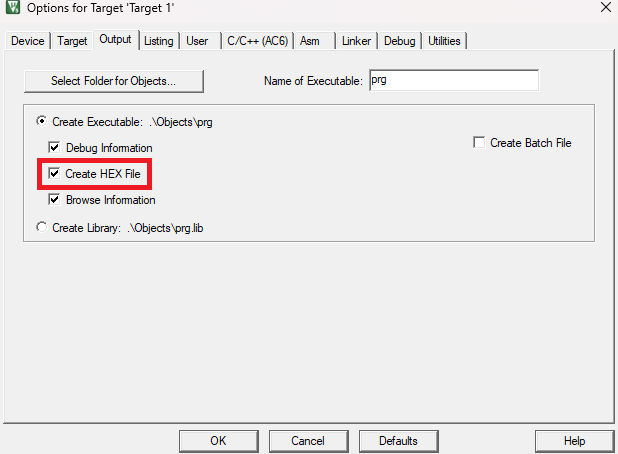 Options for Target 'Target 1'
Device Target Output Listing User C/C++ (AC6) Asm Linker Debug Utilities
Select Folder for Objects... Name of Executable: prg
Create Executable: .\Objects\prg
Debug Information Create Batch File
Create HEX File
Browse Information
Create Library: .\Objects\prg.lib
OK Cancel Defaults Help